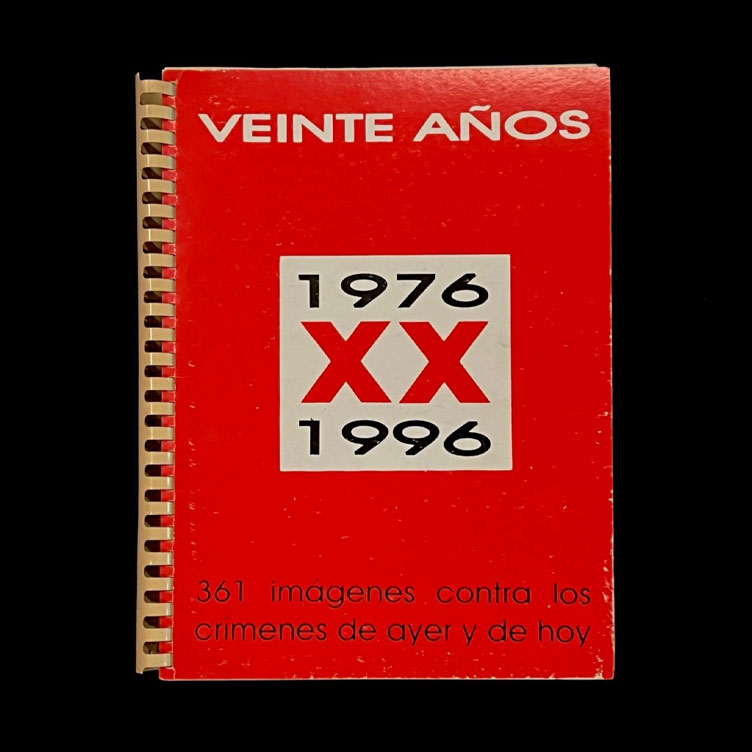 VEINTE AÑOS
1976
XX
1996
361 imágenes contra los
crímenes de ayer y de hoy